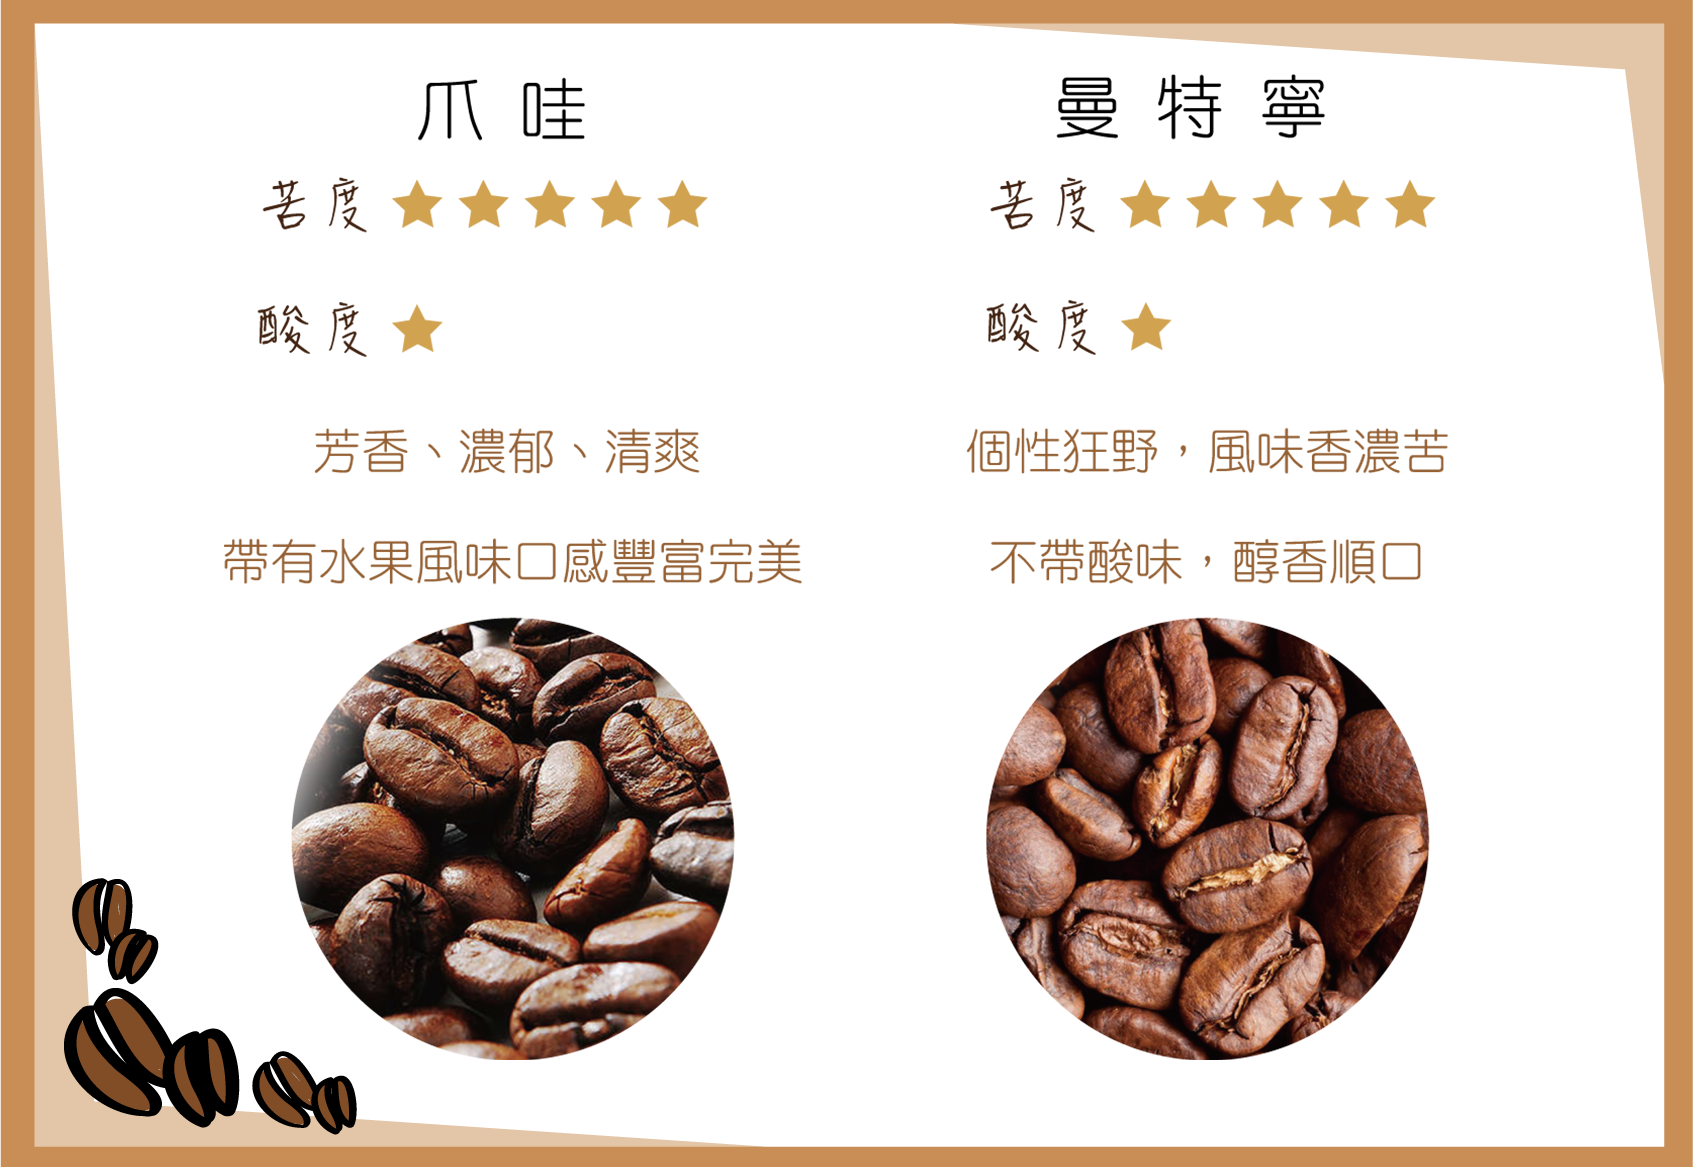 爪哇
苦度
酸度
芳香、濃郁、清爽
帶有水果風味口感豐富完美
曼特寧
苦度
酸度
個性狂野，風味香濃苦
不帶酸味，醇香順口